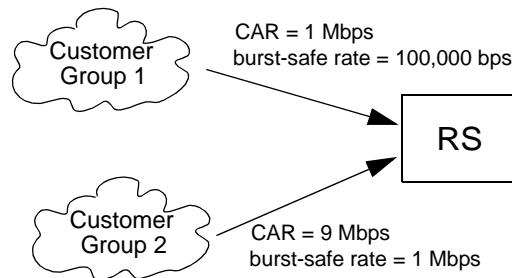 Customer
Group 1
CAR = 1 Mbps
burst-safe rate = 100,000 bps
RS
Customer
Group 2
CAR = 9 Mbps
burst-safe rate = 1 Mbps